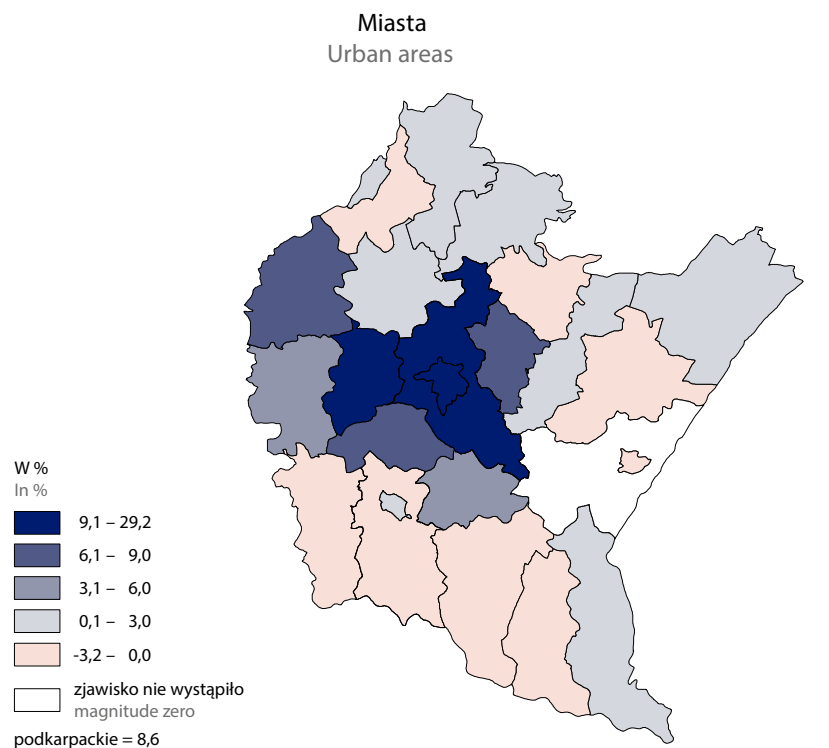 Miasta
Urban areas
W %
In %
9,1 – 29,2
6,1 – 9,0
3,1 – 6,0
0,1 – 3,0
-3,2 – 0,0
zjawisko nie wystąpiło
magnitude zero
podkarpackie = 8,6